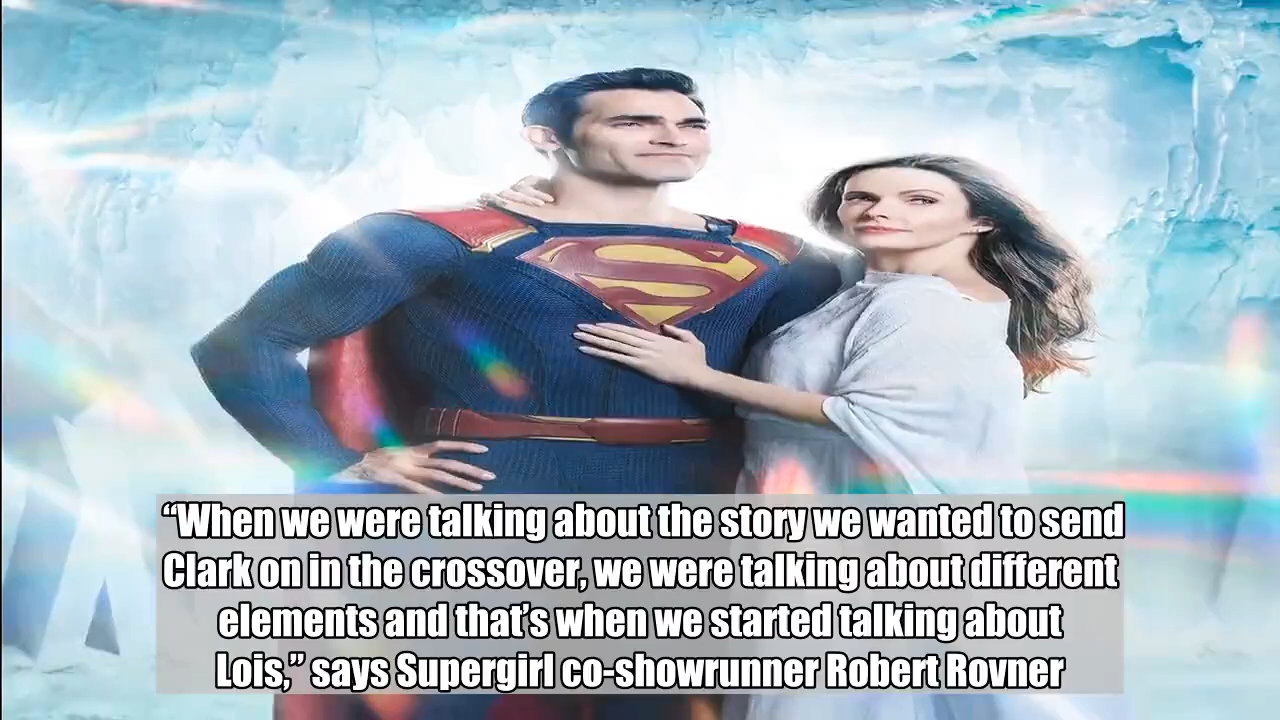 “When we were talking about the story we wanted to send
Clark on in the crossover, we were talking about different
elements and that’s when we started talking about
Lois,” says Supergirl co-showrunner Robert Rovner